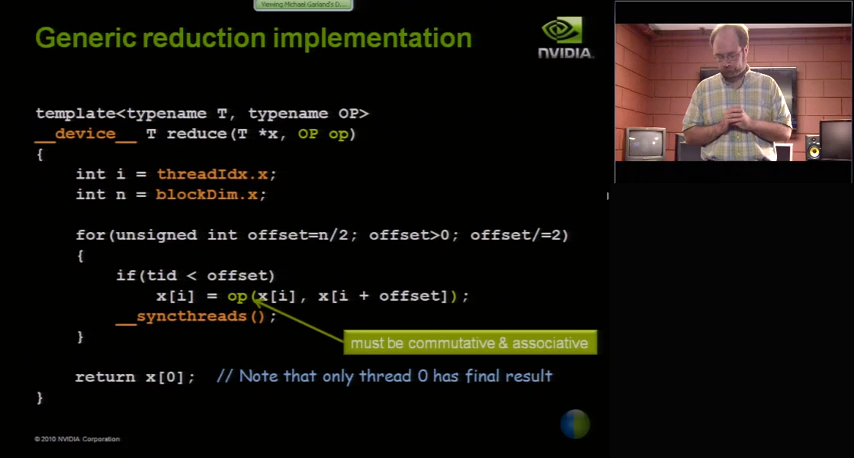 Viewing Michael Garland's D...
Generic reduction implementation
NVIDIA.
template<typename T, typename OP>
__device__ T reduce(T *x, OP op)
{
int i = threadIdx.x;
int n = blockDim.x;
for(unsigned int offset=n/2; offset>0; offset/=2)
{
if(tid < offset)
x[i] = op(x[i], x[i + offset]);
__syncthreads();
}
must be commutative & associative
return x[0]; // Note that only thread 0 has final result
}
© 2010 NVIDIA Corporation